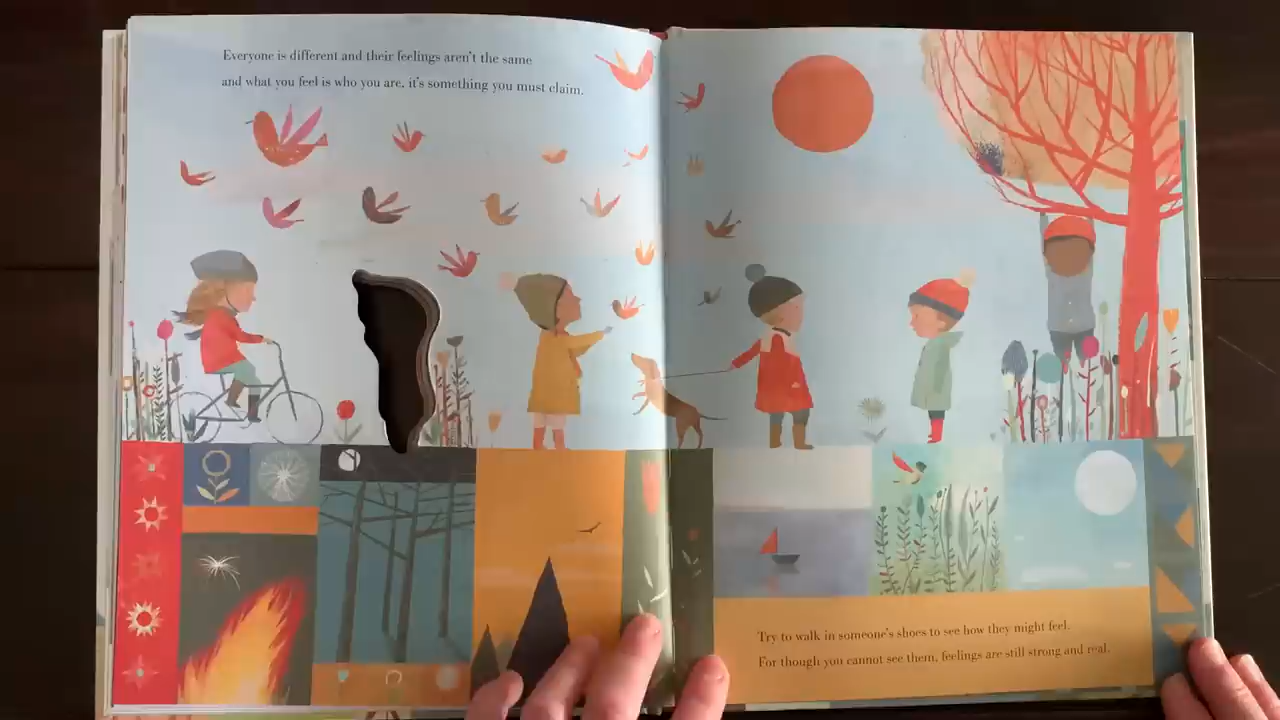 Everyone is different and their feelings aren't the same
and what you feel is who you are, it's something you must claim.
Try to walk in someone's shoes to see how they might feel.
For though you cannot see them, feelings are still strong and real.